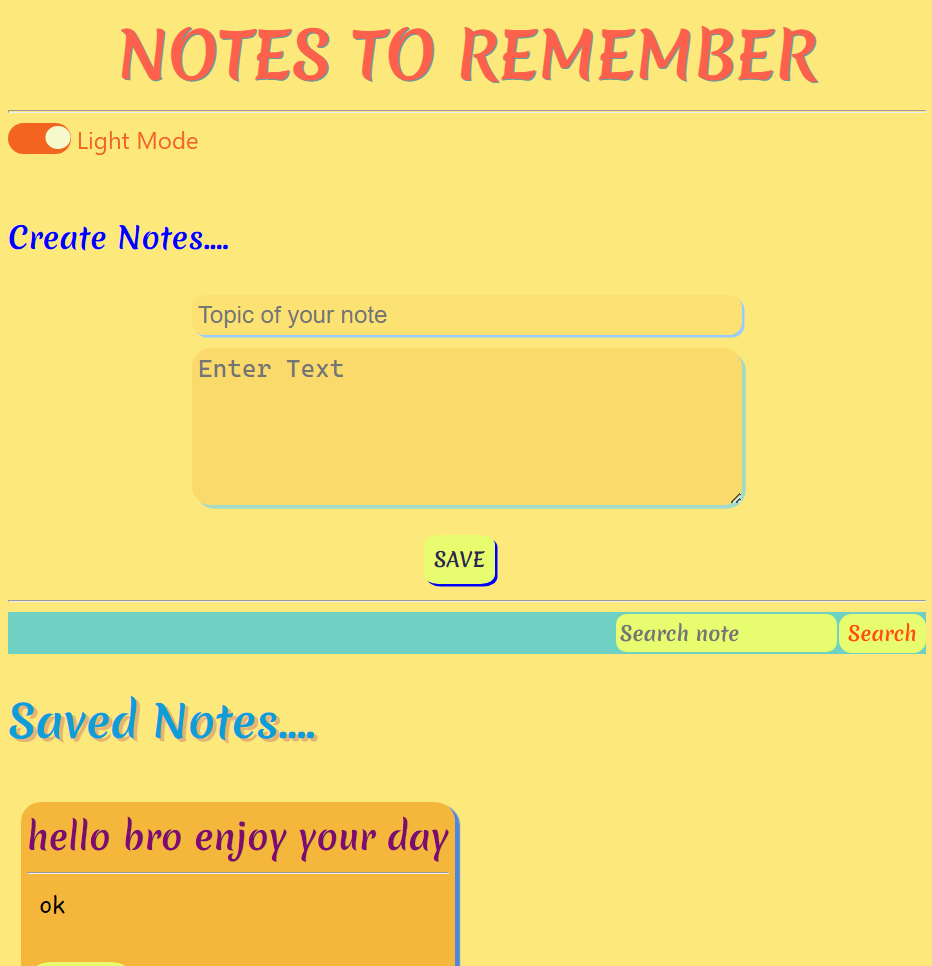 NOTES TO REMEMBER
Light Mode
Create Notes....
Topic of your note
Enter Text
SAVE
Search note Search
Saved Notes....
hello bro enjoy your day
ok